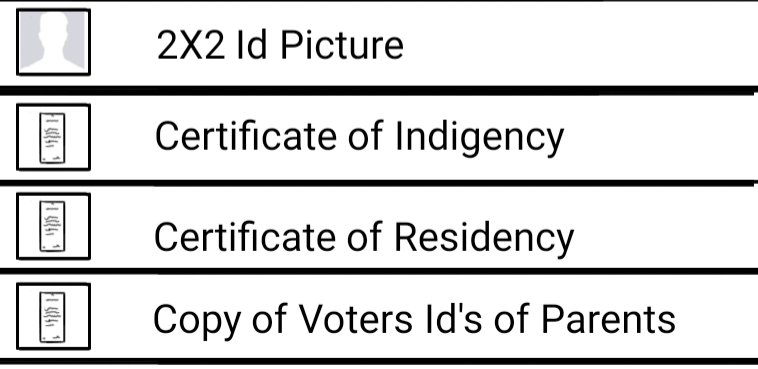 2X2 Id Picture
Certificate of Indigency
Certificate of Residency
Copy of Voters Id's of Parents